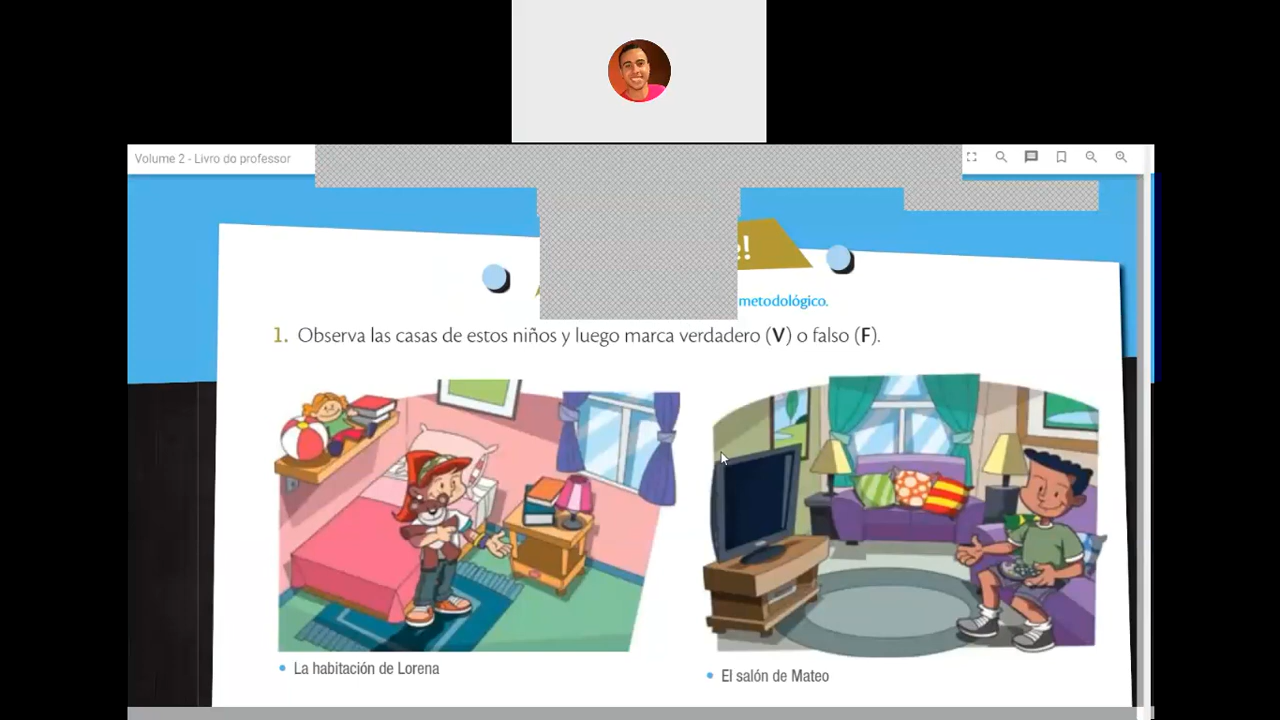 Volume 2 - Livro do professor
e!
metodológico.
1. Observa las casas de estos niños y luego marca verdadero (V) o falso (F).
• La habitación de Lorena
• El salón de Mateo